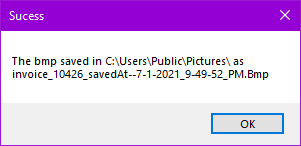 Sucess
The bmp saved in C:\Users\Public\Pictures\ as
invoice_10426_savedAt--7-1-2021_9-49-52_PM.Bmp
OK